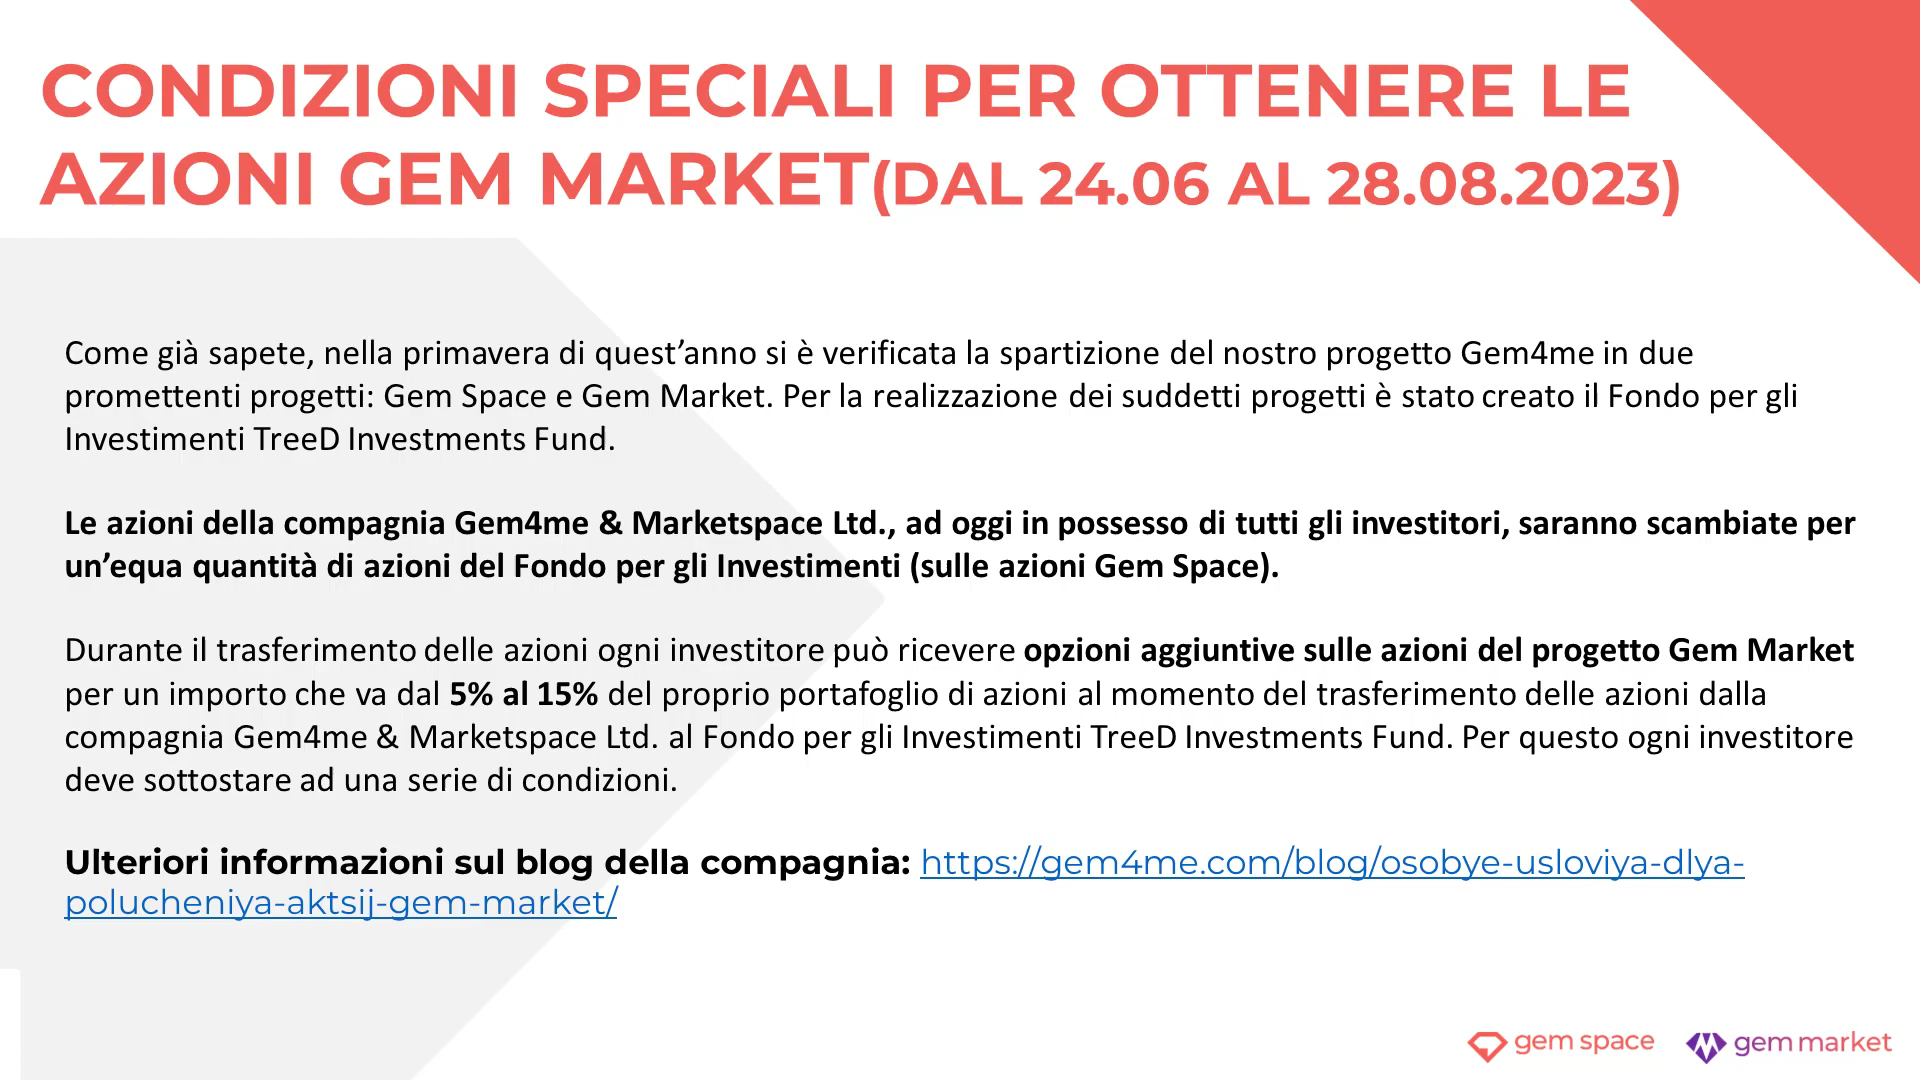 CONDIZIONI SPECIALI PER OTTENERE LE
AZIONI GEM MARKET(DAL 24.06 AL 28.08.2023)
Come già sapete, nella primavera di quest’anno si è verificata la spartizione del nostro progetto Gem4me in due
promettenti progetti: Gem Space e Gem Market. Per la realizzazione dei suddetti progetti è stato creato il Fondo per gli
Investimenti TreeD Investments Fund.
Le azioni della compagnia Gem4me & Marketspace Ltd., ad oggi in possesso di tutti gli investitori, saranno scambiate per
un’equa quantità di azioni del Fondo per gli Investimenti (sulle azioni Gem Space).
Durante il trasferimento delle azioni ogni investitore può ricevere opzioni aggiuntive sulle azioni del progetto Gem Market
per un importo che va dal 5% al 15% del proprio portafoglio di azioni al momento del trasferimento delle azioni dalla
compagnia Gem4me & Marketspace Ltd. al Fondo per gli Investimenti TreeD Investments Fund. Per questo ogni investitore
deve sottostare ad una serie di condizioni.
Ulteriori informazioni sul blog della compagnia: https://gem4me.com/blog/osobye-usloviya-dlya-
polucheniya-aktsij-gem-market/
gem space gem market